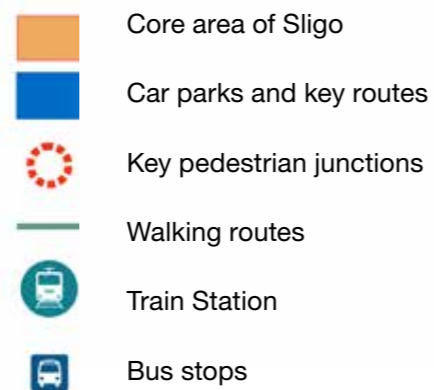 Core area of Sligo
Car parks and key routes
Key pedestrian junctions
Walking routes
Train Station
Bus stops